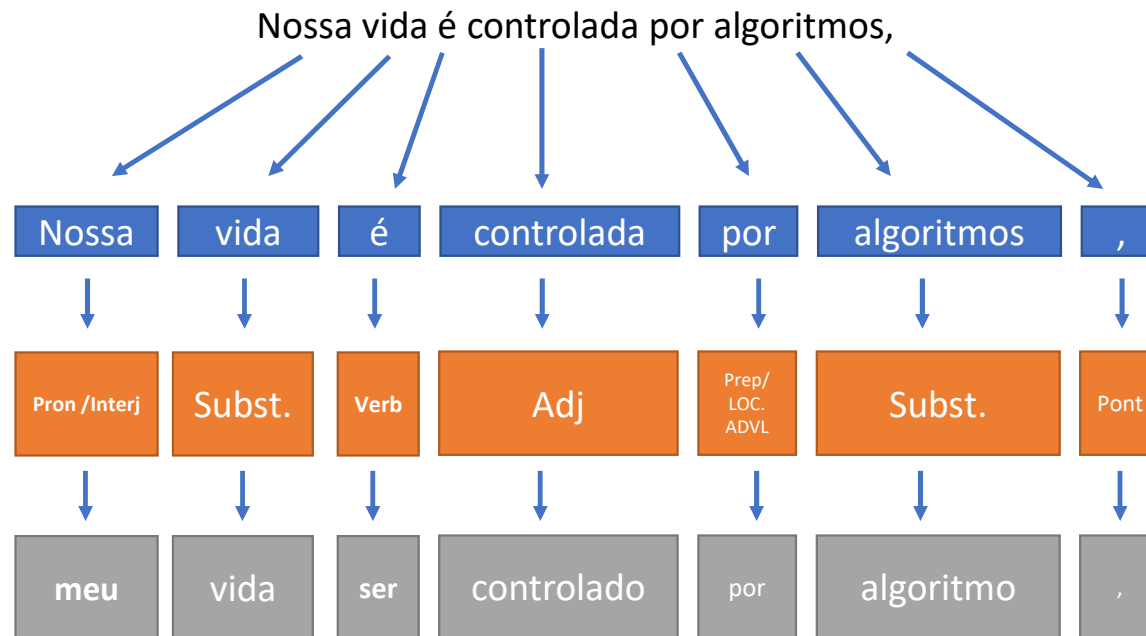 Nossa vida é controlada por algoritmos,
Nossa vida é controlada por algoritmos ,
Pron /Interj Subst. Verb Adj Prep/ LOC. ADVL Subst. Pont
meu vida ser controlado por algoritmo ,